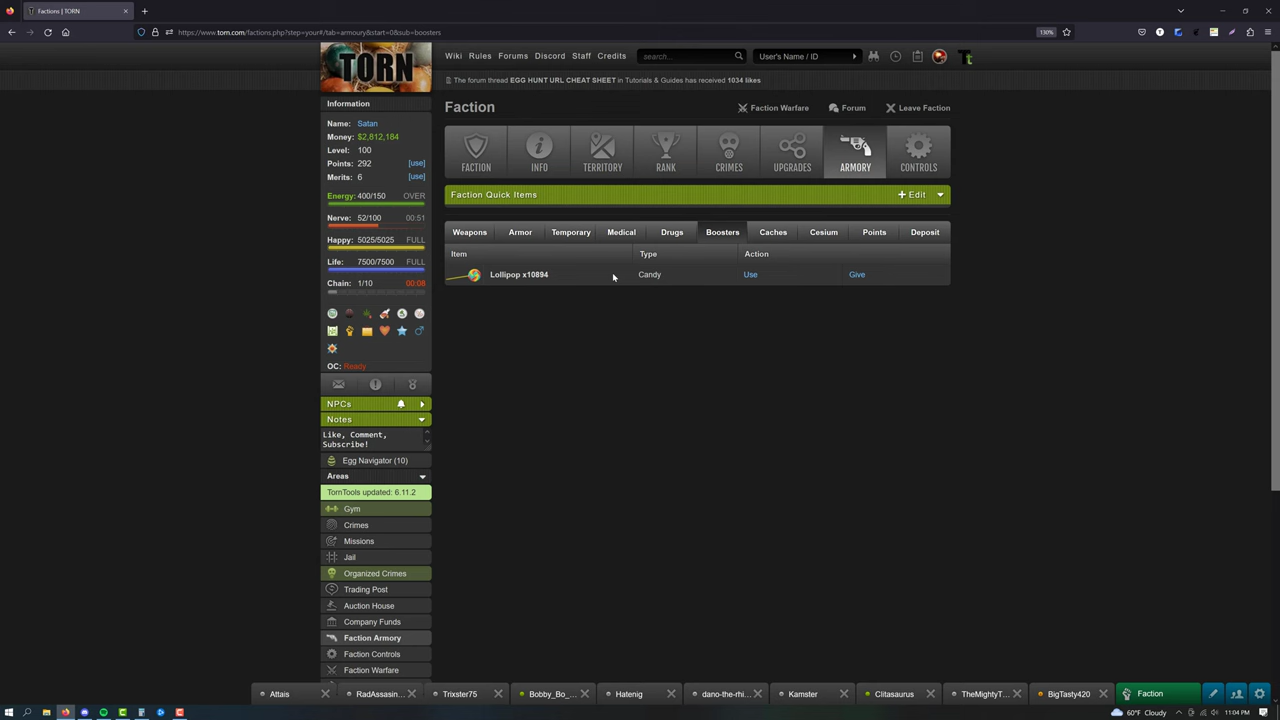 Factions | TORN
https://www.torn.com/factions.php?step=your#/tab=armoury&start=0&sub=boosters
130%
TORN
Wiki Rules Forums Discord Staff Credits
search...
User's Name / ID
The forum thread EGG HUNT URL CHEAT SHEET in Tutorials & Guides has received 1034 likes
Information
Name: Satan
Money: $2,812,184
Level: 100
Points: 292 [use]
Merits: 6 [use]
Energy: 400/150 OVER
Nerve: 52/100 00:51
Happy: 5025/5025 FULL
Life: 7500/7500 FULL
Chain: 1/10 00:08
OC: Ready
NPCs
Notes
Like, Comment,
Subscribe!
Egg Navigator (10)
Areas
TornTools updated: 6.11.2
Gym
Crimes
Missions
Jail
Organized Crimes
Trading Post
Auction House
Company Funds
Faction Armory
Faction Controls
Faction Warfare
Faction
Faction Warfare Forum Leave Faction
FACTION INFO TERRITORY RANK CRIMES UPGRADES ARMORY CONTROLS
Faction Quick Items
+ Edit
Weapons Armor Temporary Medical Drugs Boosters Caches Cesium Points Deposit
Item Type Action
Lollipop x10894 Candy Use Give
Attais RadAssasin... Trixster75 Bobby_Bo_... Hatenig dano-the-rhi... Kamster Clitasaurus TheMightyT... BigTasty420 Faction
60°F Cloudy 11:04 PM